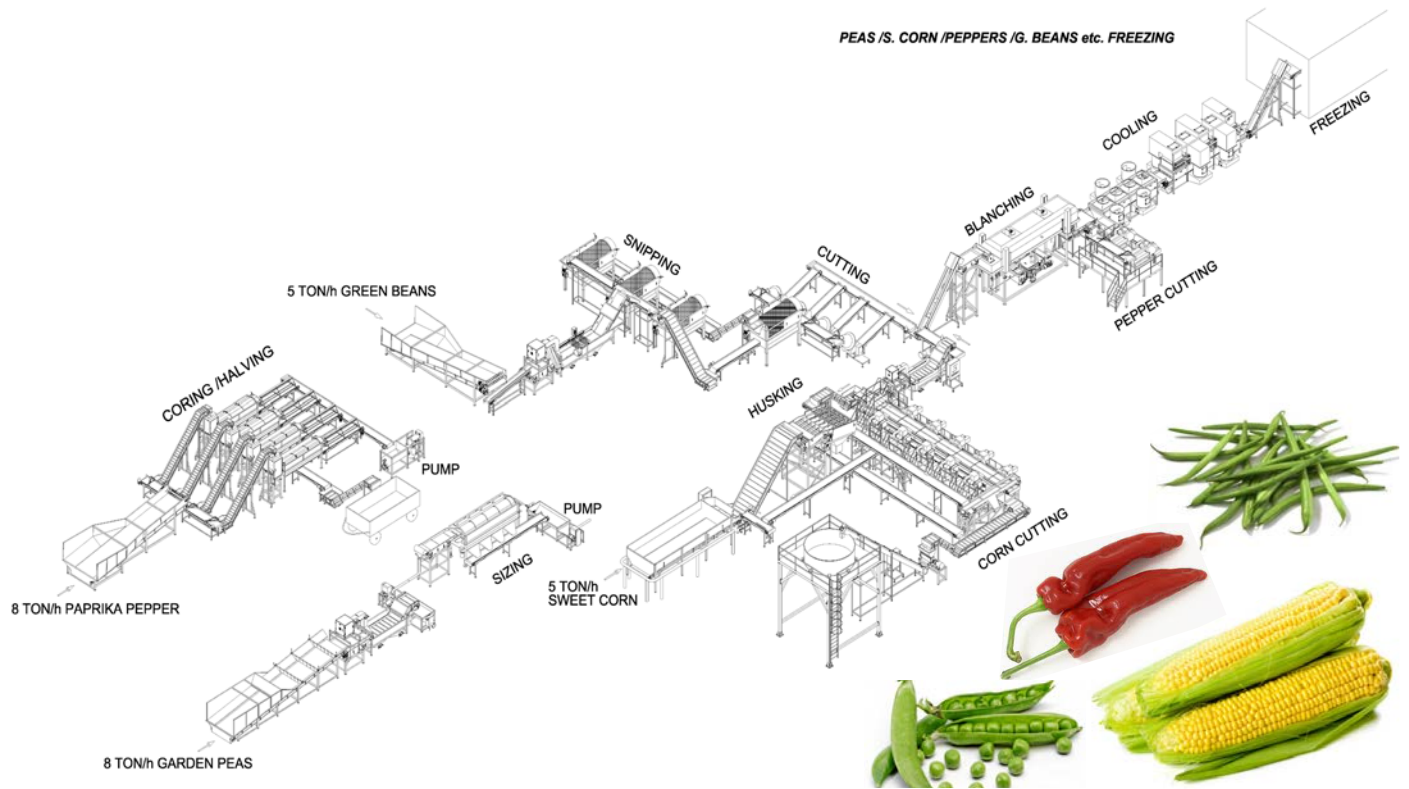 PEAS /S. CORN /PEPPERS /G. BEANS etc. FREEZING
FREEZING
COOLING
BLANCHING
PEPPER CUTTING
SNIPPING
CUTTING
5 TON/h GREEN BEANS
CORING /HALVING
HUSKING
PUMP
PUMP
SIZING
CORN CUTTING
5 TON/h
SWEET CORN
8 TON/h PAPRIKA PEPPER
8 TON/h GARDEN PEAS